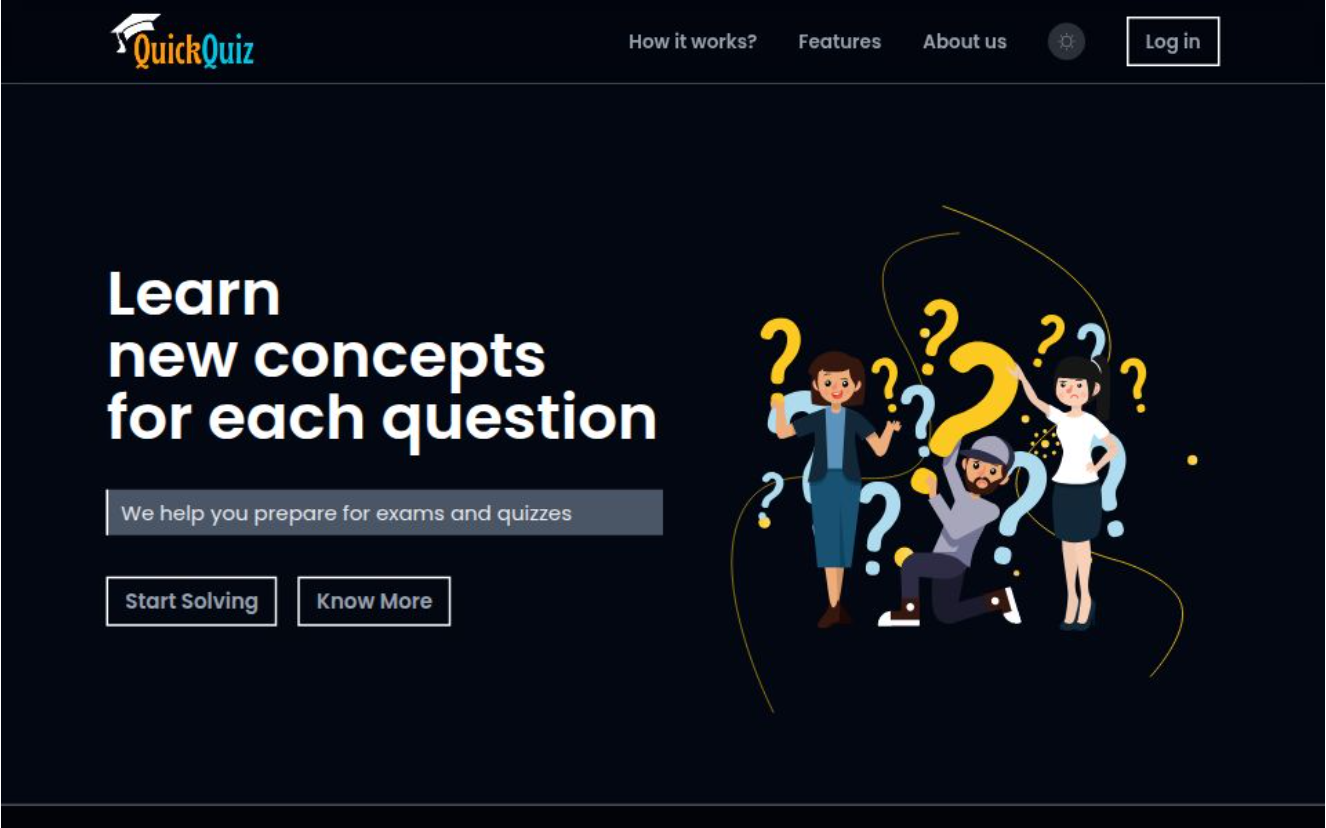 QuickQuiz
How it works?
Features
About us
Log in
Learn
new concepts
for each question
We help you prepare for exams and quizzes
Start Solving
Know More